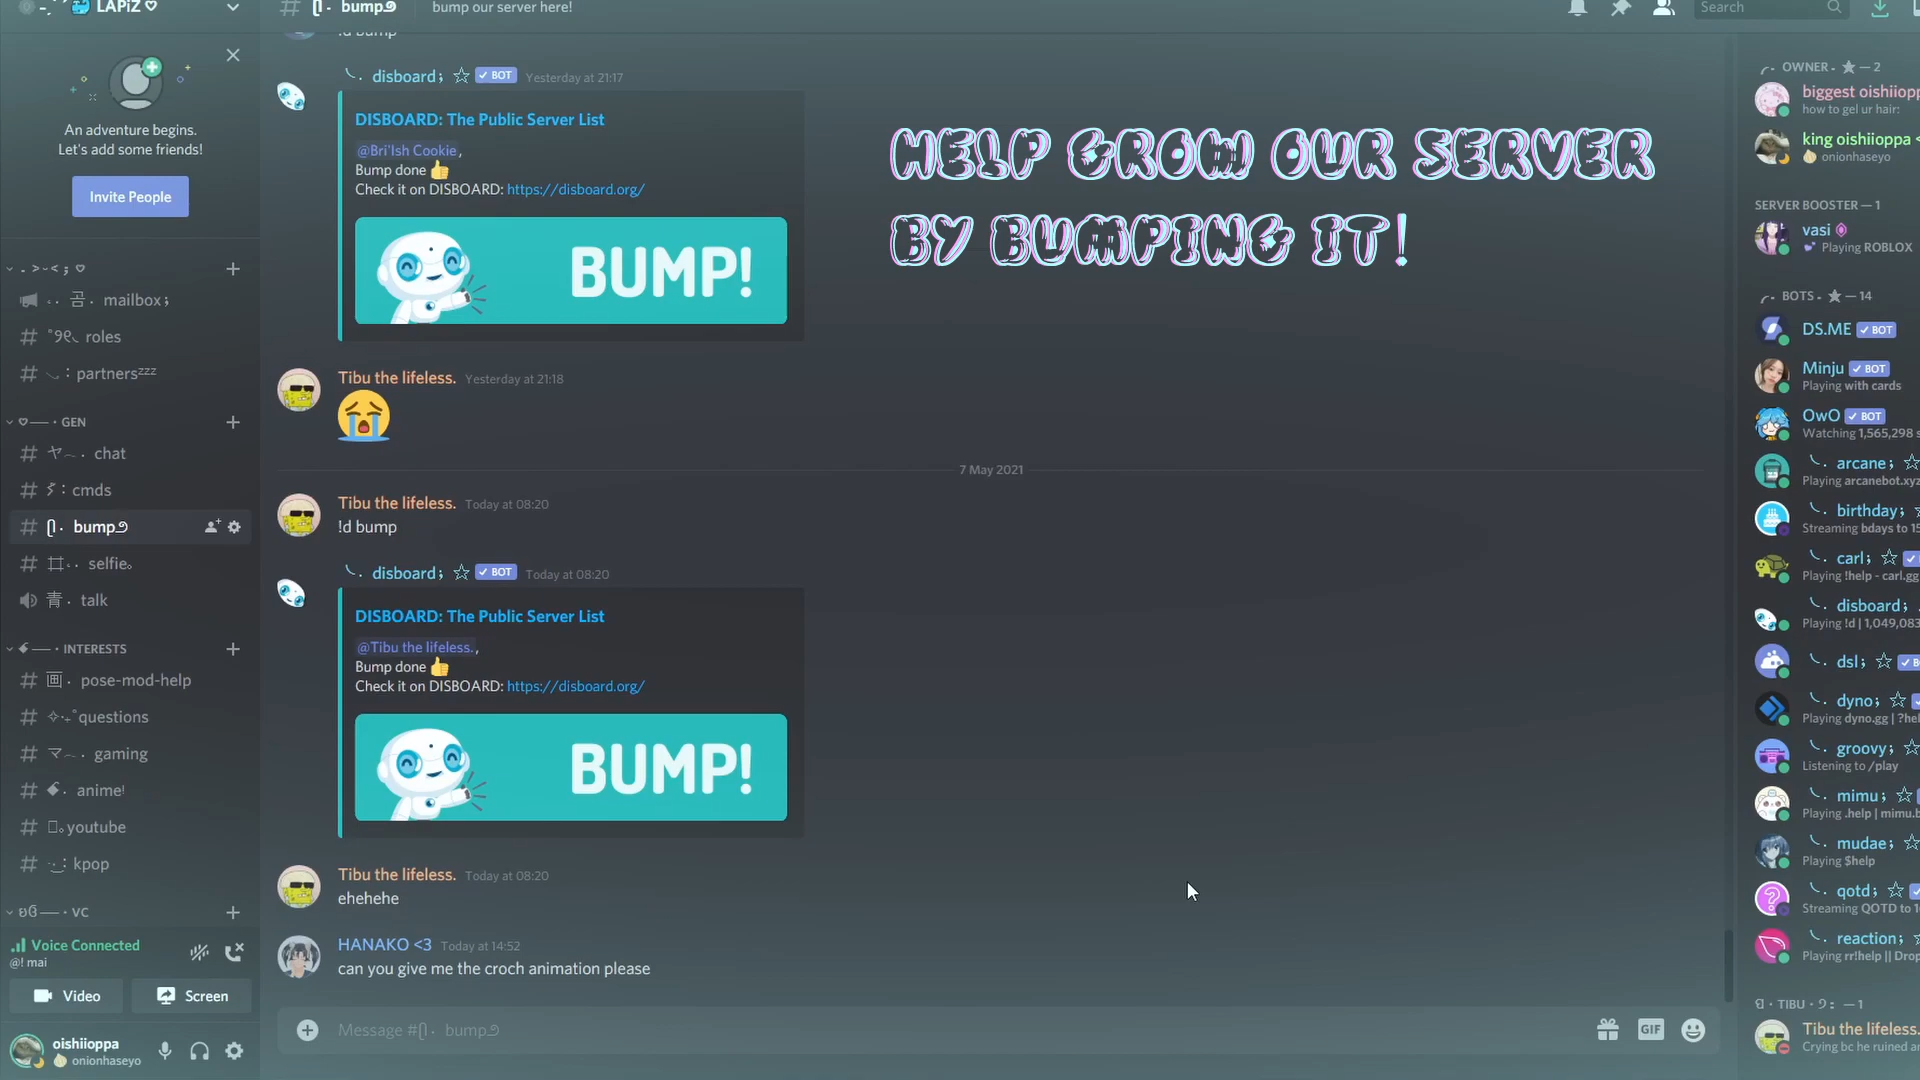 LAPiZ ♡
bump
bump our server here!
Search
An adventure begins.
Let's add some friends!
Invite People
mailbox;
roles
: partnersᶻᶻᶻ
GEN
chat
: cmds
bump
selfie。
青 . talk
INTERESTS
pose-mod-help
questions
gaming
anime!
youtube
kpop
VC
Voice Connected
@! mai
Video
Screen
oishiioppa
onionhaseyo
!d bump
disboard; ☆ ✓ BOT Yesterday at 21:17
DISBOARD: The Public Server List
@Bri'Ish Cookie,
Bump done 👍
Check it on DISBOARD: https://disboard.org/
BUMP!
Tibu the lifeless. Yesterday at 21:18
7 May 2021
Tibu the lifeless. Today at 08:20
!d bump
disboard; ☆ ✓ BOT Today at 08:20
DISBOARD: The Public Server List
@Tibu the lifeless.,
Bump done 👍
Check it on DISBOARD: https://disboard.org/
BUMP!
Tibu the lifeless. Today at 08:20
ehehehe
HANAKO <3 Today at 14:52
can you give me the croch animation please
Message # bump
GIF
HELP GROW OUR SERVER
BY BUMPING IT!
OWNER - ★ — 2
biggest oishiiopp
how to gel ur hair:
king oishiioppa <
onionhaseyo
SERVER BOOSTER — 1
vasi
Playing ROBLOX
BOTS - ★ — 14
DS.ME ✓ BOT
Minju ✓ BOT
Playing with cards
OwO ✓ BOT
Watching 1,565,298 s
arcane; ☆
Playing arcanebot.xyz
birthday;
Streaming bdays to 15
carl; ☆
Playing !help - carl.gg
disboard;
Playing !d | 1,049,083
dsl; ☆
dyno; ☆
Playing dyno.gg | ?hel
groovy; ☆
Listening to /play
mimu; ☆
Playing .help | mimu.b
mudae; ☆
Playing $help
qotd; ☆
Streaming QOTD to 1
reaction;
Playing rr!help || Drop
TIBU — 1
Tibu the lifeless.
Crying bc he ruined a